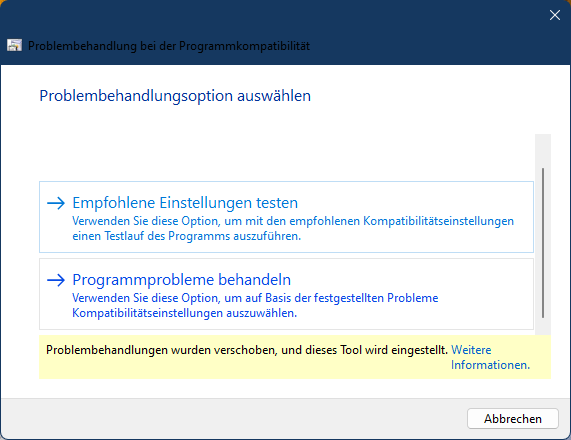 Problembehandlung bei der Programmkompatibilität
Problembehandlungsoption auswählen
Empfohlene Einstellungen testen
Verwenden Sie diese Option, um mit den empfohlenen Kompatibilitätseinstellungen
einen Testlauf des Programms auszuführen.
Programmprobleme behandeln
Verwenden Sie diese Option, um auf Basis der festgestellten Probleme
Kompatibilitätseinstellungen auszuwählen.
Problembehandlungen wurden verschoben, und dieses Tool wird eingestellt. Weitere
Informationen.
Abbrechen